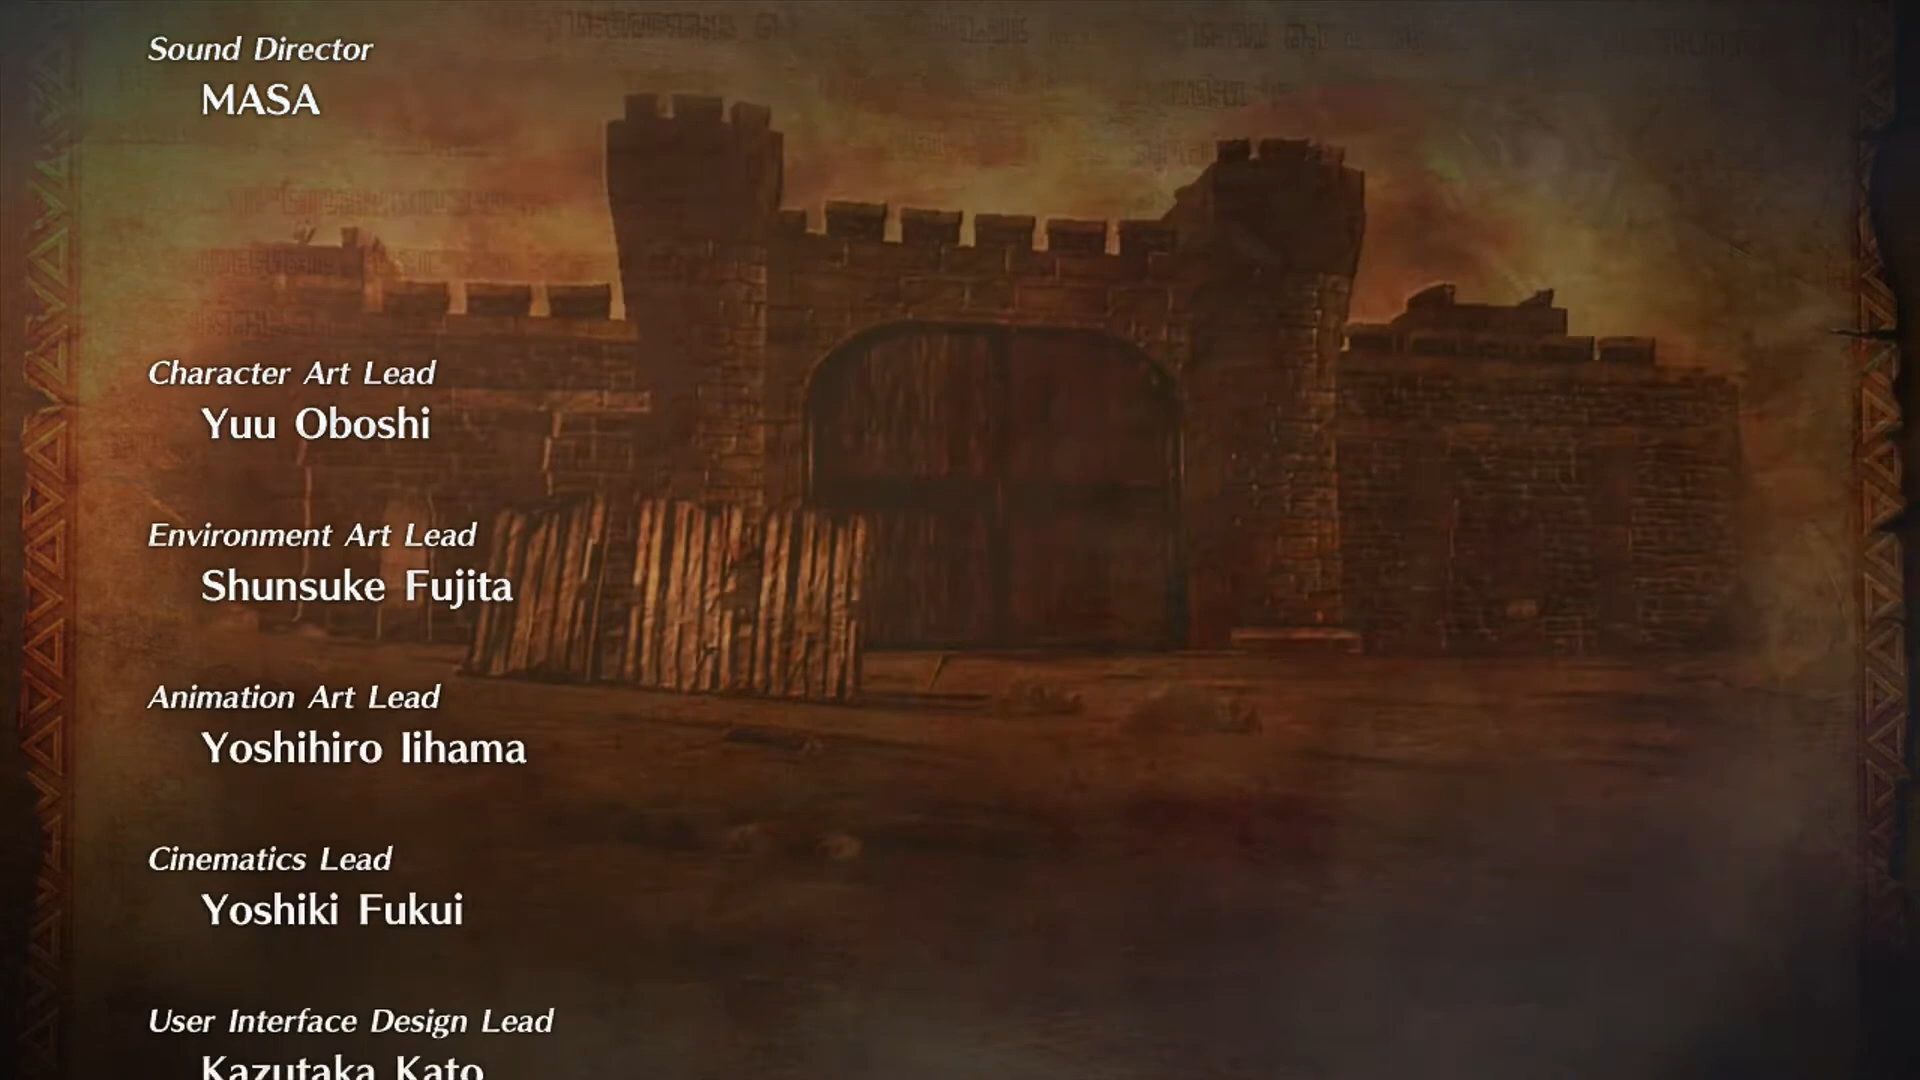 Sound Director
MASA
Character Art Lead
Yuu Oboshi
Environment Art Lead
Shunsuke Fujita
Animation Art Lead
Yoshihiro Iihama
Cinematics Lead
Yoshiki Fukui
User Interface Design Lead
Kazutaka Kato